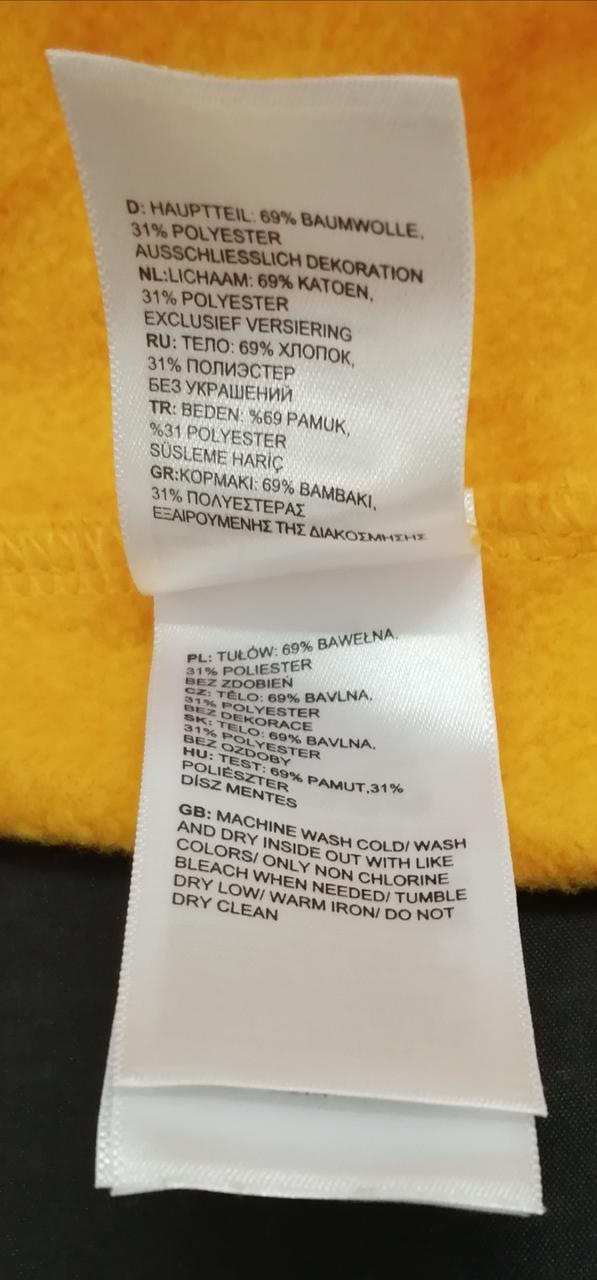 D: HAUPTTEIL: 69% BAUMWOLLE,
31% POLYESTER
AUSSCHLIESSLICH DEKORATION
NL:LICHAAM: 69% KATOEN,
31% POLYESTER
EXCLUSIEF VERSIERING
RU: ТЕЛО: 69% ХЛОПОК,
31% ПОЛИЭСТЕР
БЕЗ УКРАШЕНИЙ
TR: BEDEN: %69 PAMUK,
%31 POLYESTER
SÜSLEME HARİÇ
GR:ΚΟΡΜΑΚΙ: 69% ΒΑΜΒΑΚΙ,
31% ΠΟΛΥΕΣΤΕΡΑΣ
ΕΞΑΙΡΟΥΜΕΝΗΣ ΤΗΣ ΔΙΑΚΟΣΜΗΣΗΣ
PL: TUŁÓW: 69% BAWEŁNA,
31% POLIESTER
BEZ ZDOBIEŃ
CZ: TĚLO: 69% BAVLNA,
31% POLYESTER
BEZ DEKORACE
SK: TELO: 69% BAVLNA,
31% POLYESTER
BEZ OZDOBY
HU: TEST: 69% PAMUT,31%
POLIÉSZTER
DÍSZ MENTES
GB: MACHINE WASH COLD/ WASH
AND DRY INSIDE OUT WITH LIKE
COLORS/ ONLY NON CHLORINE
BLEACH WHEN NEEDED/ TUMBLE
DRY LOW/ WARM IRON/ DO NOT
DRY CLEAN